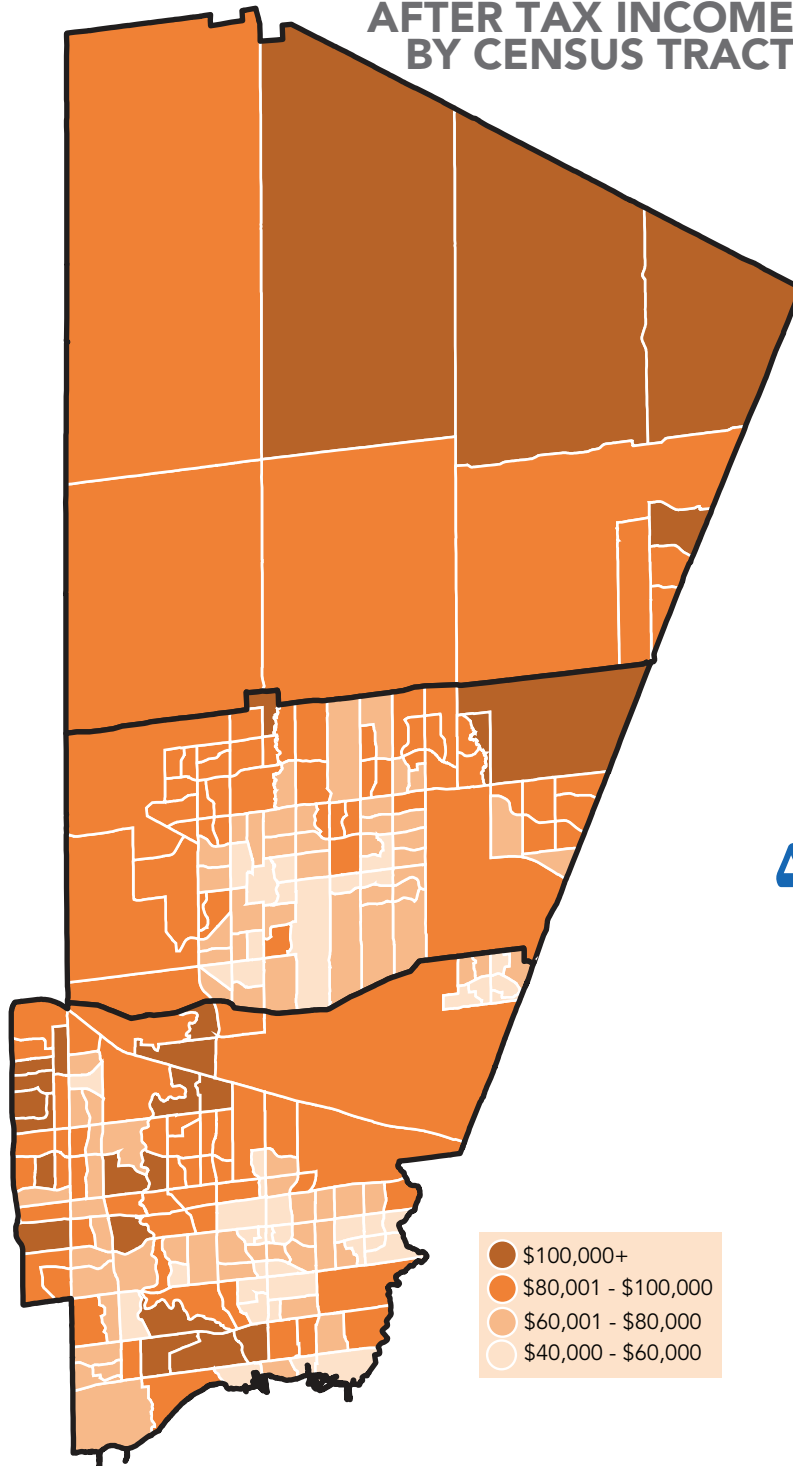 AFTER TAX INCOME
BY CENSUS TRACT
$100,000+
$80,001 - $100,000
$60,001 - $80,000
$40,000 - $60,000